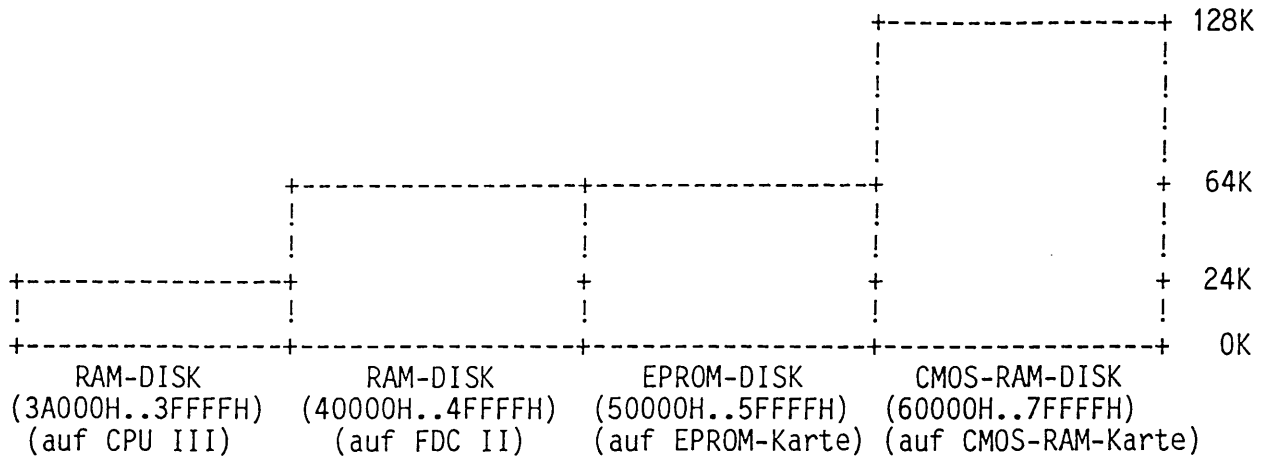 128K
64K
24K
0K
RAM-DISK RAM-DISK EPROM-DISK CMOS-RAM-DISK
(3A000H..3FFFFH) (40000H..4FFFFH) (50000H..5FFFFH) (60000H..7FFFFH)
(auf CPU III) (auf FDC II) (auf EPROM-Karte) (auf CMOS-RAM-Karte)